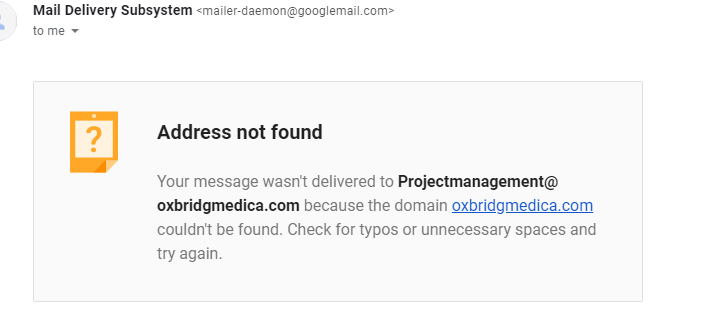 Mail Delivery Subsystem <mailer-daemon@googlemail.com>
to me
?
Address not found
Your message wasn't delivered to Projectmanagement@
oxbridgmedica.com because the domain oxbridgmedica.com
couldn't be found. Check for typos or unnecessary spaces and
try again.